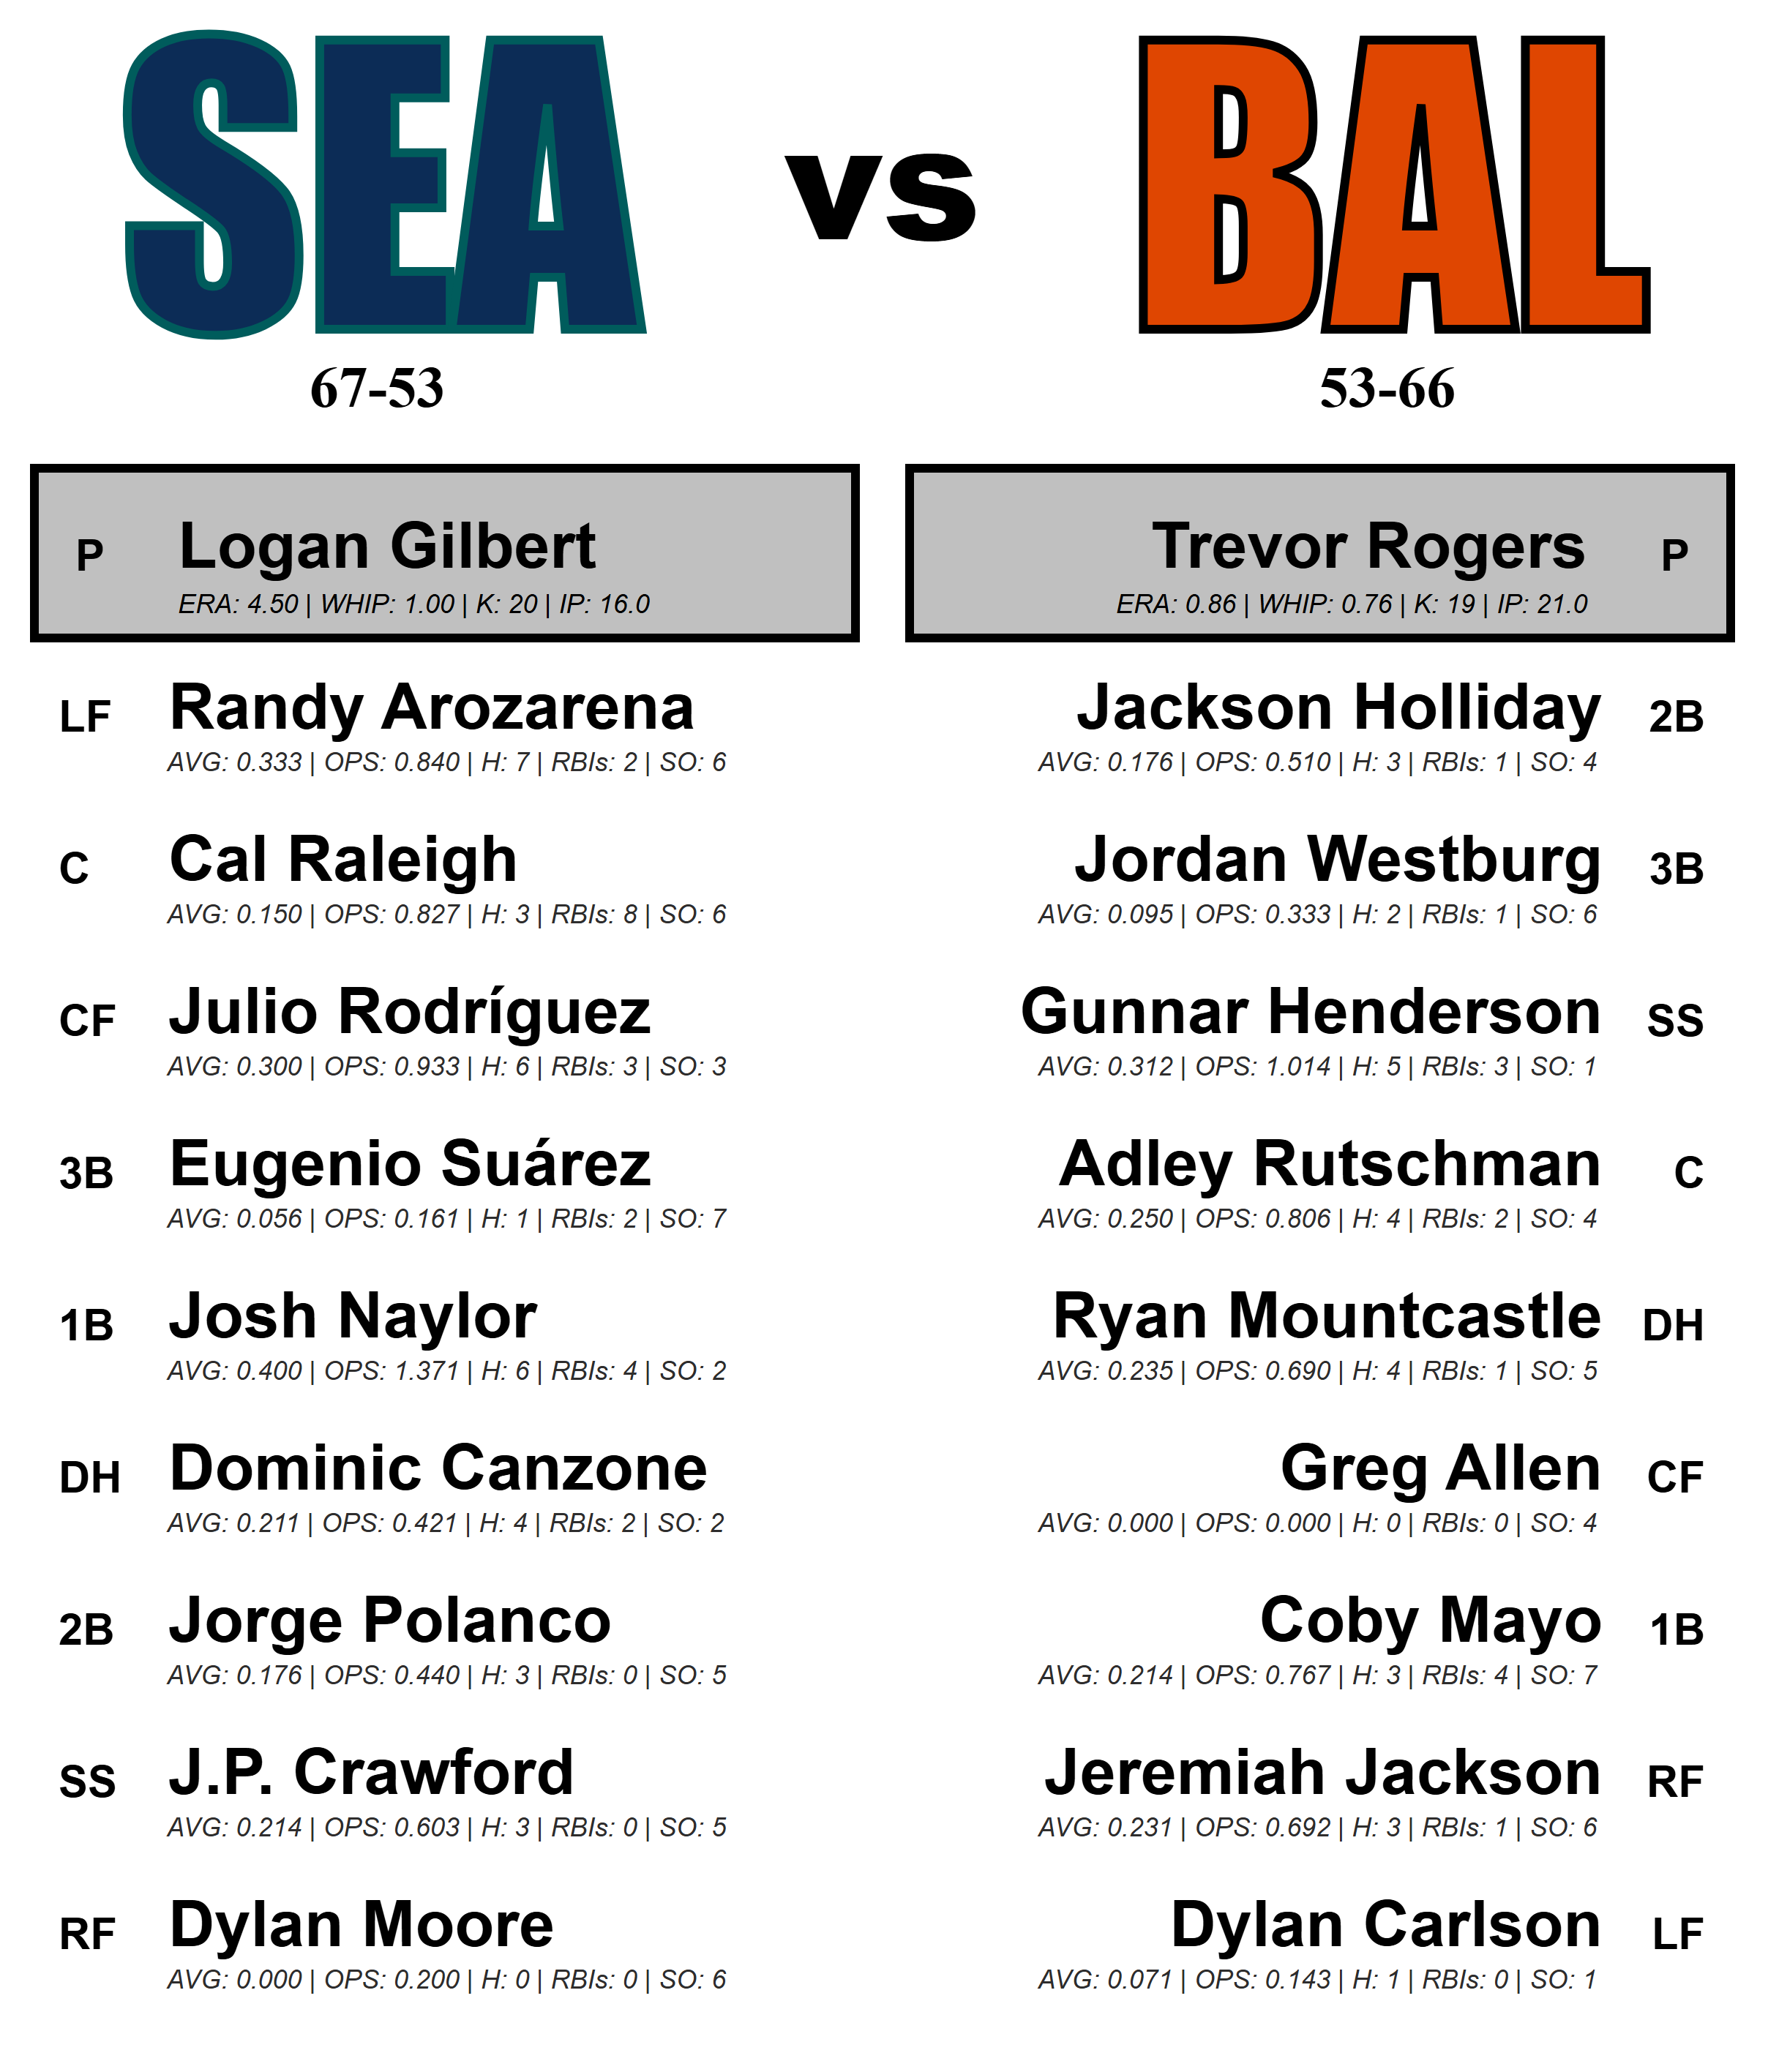 SEA vs BAL
67-53
53-66
P Logan Gilbert
ERA: 4.50 | WHIP: 1.00 | K: 20 | IP: 16.0
Trevor Rogers P
ERA: 0.86 | WHIP: 0.76 | K: 19 | IP: 21.0
LF Randy Arozarena
AVG: 0.333 | OPS: 0.840 | H: 7 | RBIs: 2 | SO: 6
C Cal Raleigh
AVG: 0.150 | OPS: 0.827 | H: 3 | RBIs: 8 | SO: 6
CF Julio Rodríguez
AVG: 0.300 | OPS: 0.933 | H: 6 | RBIs: 3 | SO: 3
3B Eugenio Suárez
AVG: 0.056 | OPS: 0.161 | H: 1 | RBIs: 2 | SO: 7
1B Josh Naylor
AVG: 0.400 | OPS: 1.371 | H: 6 | RBIs: 4 | SO: 2
DH Dominic Canzone
AVG: 0.211 | OPS: 0.421 | H: 4 | RBIs: 2 | SO: 2
2B Jorge Polanco
AVG: 0.176 | OPS: 0.440 | H: 3 | RBIs: 0 | SO: 5
SS J.P. Crawford
AVG: 0.214 | OPS: 0.603 | H: 3 | RBIs: 0 | SO: 5
RF Dylan Moore
AVG: 0.000 | OPS: 0.200 | H: 0 | RBIs: 0 | SO: 6
Jackson Holliday 2B
AVG: 0.176 | OPS: 0.510 | H: 3 | RBIs: 1 | SO: 4
Jordan Westburg 3B
AVG: 0.095 | OPS: 0.333 | H: 2 | RBIs: 1 | SO: 6
Gunnar Henderson SS
AVG: 0.312 | OPS: 1.014 | H: 5 | RBIs: 3 | SO: 1
Adley Rutschman C
AVG: 0.250 | OPS: 0.806 | H: 4 | RBIs: 2 | SO: 4
Ryan Mountcastle DH
AVG: 0.235 | OPS: 0.690 | H: 4 | RBIs: 1 | SO: 5
Greg Allen CF
AVG: 0.000 | OPS: 0.000 | H: 0 | RBIs: 0 | SO: 4
Coby Mayo 1B
AVG: 0.214 | OPS: 0.767 | H: 3 | RBIs: 4 | SO: 7
Jeremiah Jackson RF
AVG: 0.231 | OPS: 0.692 | H: 3 | RBIs: 1 | SO: 6
Dylan Carlson LF
AVG: 0.071 | OPS: 0.143 | H: 1 | RBIs: 0 | SO: 1